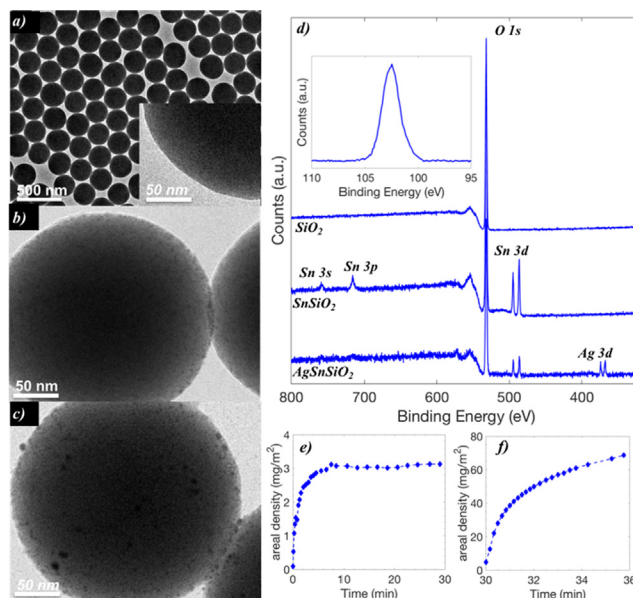 a)
500 nm
50 nm
b)
50 nm
c)
50 nm
d)
O 1s
Counts (a.u.)
110 105 100 95
Binding Energy (eV)
Counts (a.u.)
SiO2
Sn 3s Sn 3p Sn 3d
SnSiO2
Ag 3d
AgSnSiO2
800 700 600 500 400
Binding Energy (eV)
e)
areal density (mg/m²)
4
3
2
1
0
0 10 20 30
Time (min)
f)
areal density (mg/m²)
80
60
40
20
0
30 32 34 36
Time (min)